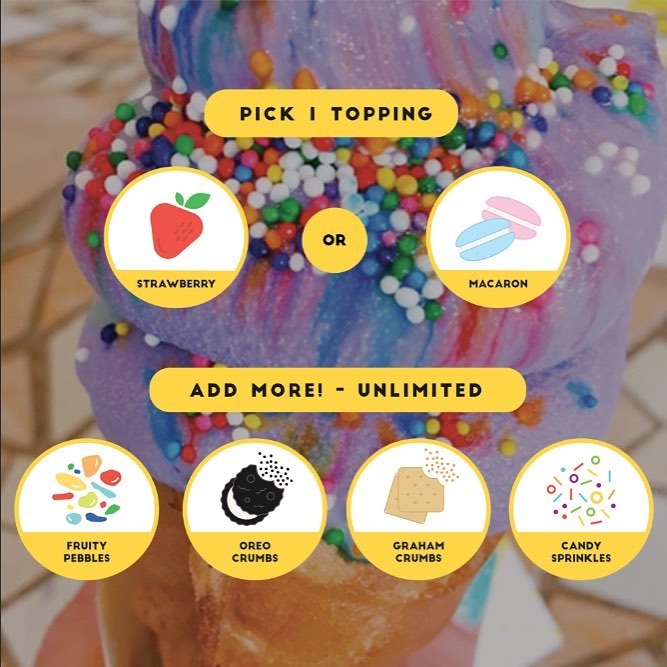 PICK 1 TOPPING
STRAWBERRY
OR
MACARON
ADD MORE! - UNLIMITED
FRUITY
PEBBLES
OREO
CRUMBS
GRAHAM
CRUMBS
CANDY
SPRINKLES